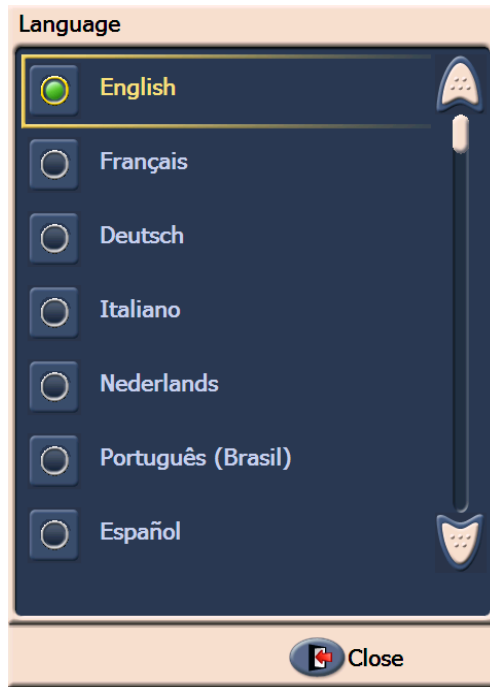 Language
English
Français
Deutsch
Italiano
Nederlands
Português (Brasil)
Español
Close